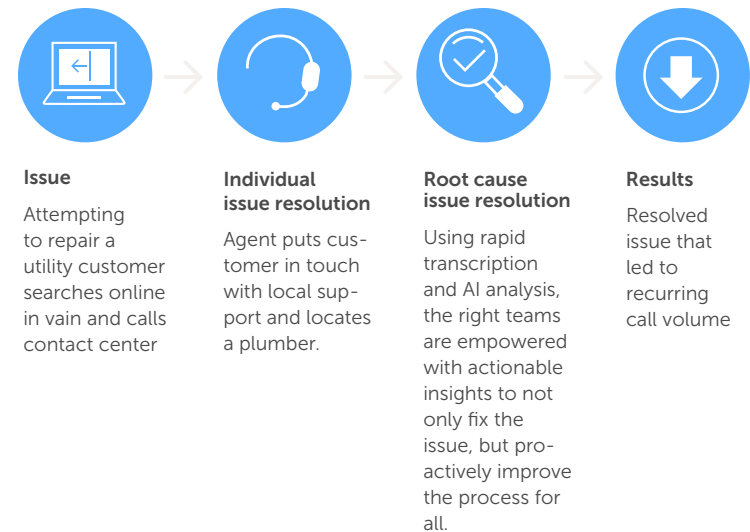 Issue
Attempting
to repair a
utility customer
searches online
in vain and calls
contact center
Individual
issue resolution
Agent puts cus-
tomer in touch
with local sup-
port and locates
a plumber.
Root cause
issue resolution
Using rapid
transcription
and AI analysis,
the right teams
are empowered
with actionable
insights to not
only fix the
issue, but pro-
actively improve
the process for
all.
Results
Resolved
issue that
led to
recurring
call volume